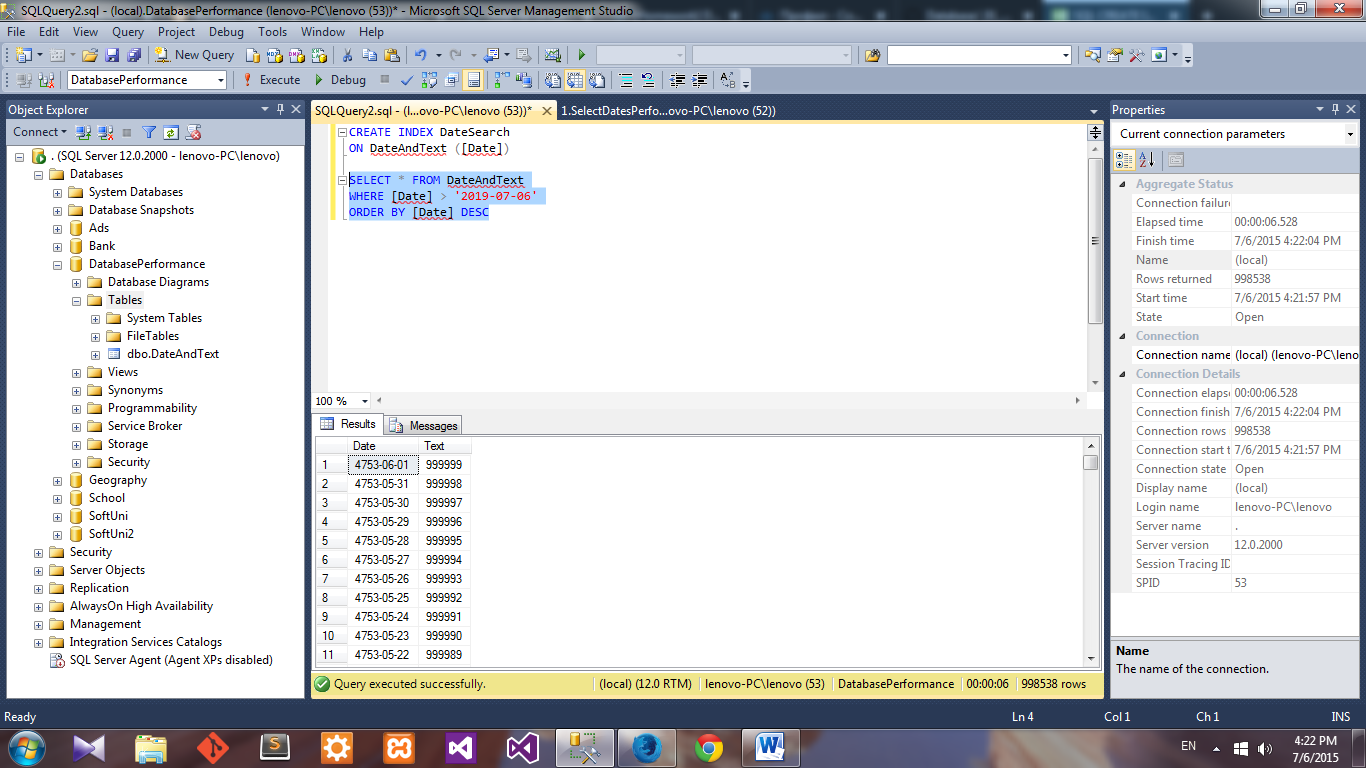 SQLQuery2.sql - (local).DatabasePerformance (lenovo-PC\lenovo (53))* - Microsoft SQL Server Management Studio
File Edit View Query Project Debug Tools Window Help
New Query
DatabasePerformance Execute Debug
Object Explorer
Connect
. (SQL Server 12.0.2000 - lenovo-PC\lenovo)
Databases
System Databases
Database Snapshots
Ads
Bank
DatabasePerformance
Database Diagrams
Tables
System Tables
FileTables
dbo.DateAndText
Views
Synonyms
Programmability
Service Broker
Storage
Security
Geography
School
SoftUni
SoftUni2
Security
Server Objects
Replication
AlwaysOn High Availability
Management
Integration Services Catalogs
SQL Server Agent (Agent XPs disabled)
SQLQuery2.sql - (l...ovo-PC\lenovo (53))* 1.SelectDatesPerfo...ovo-PC\lenovo (52))
CREATE INDEX DateSearch
ON DateAndText ([Date])
SELECT * FROM DateAndText
WHERE [Date] > '2019-07-06'
ORDER BY [Date] DESC
100 %
Results Messages
Date Text
1 4753-06-01 999999
2 4753-05-31 999998
3 4753-05-30 999997
4 4753-05-29 999996
5 4753-05-28 999995
6 4753-05-27 999994
7 4753-05-26 999993
8 4753-05-25 999992
9 4753-05-24 999991
10 4753-05-23 999990
11 4753-05-22 999989
Query executed successfully. (local) (12.0 RTM) lenovo-PC\lenovo (53) DatabasePerformance 00:00:06 998538 rows
Properties
Current connection parameters
Aggregate Status
Connection failure
Elapsed time 00:00:06.528
Finish time 7/6/2015 4:22:04 PM
Name (local)
Rows returned 998538
Start time 7/6/2015 4:21:57 PM
State Open
Connection
Connection name (local) (lenovo-PC\leno
Connection Details
Connection elaps 00:00:06.528
Connection finish 7/6/2015 4:22:04 PM
Connection rows 998538
Connection start t 7/6/2015 4:21:57 PM
Connection state Open
Display name (local)
Login name lenovo-PC\lenovo
Server name .
Server version 12.0.2000
Session Tracing ID
SPID 53
Name
The name of the connection.
Ready Ln 4 Col 1 Ch 1 INS
EN 4:22 PM
7/6/2015